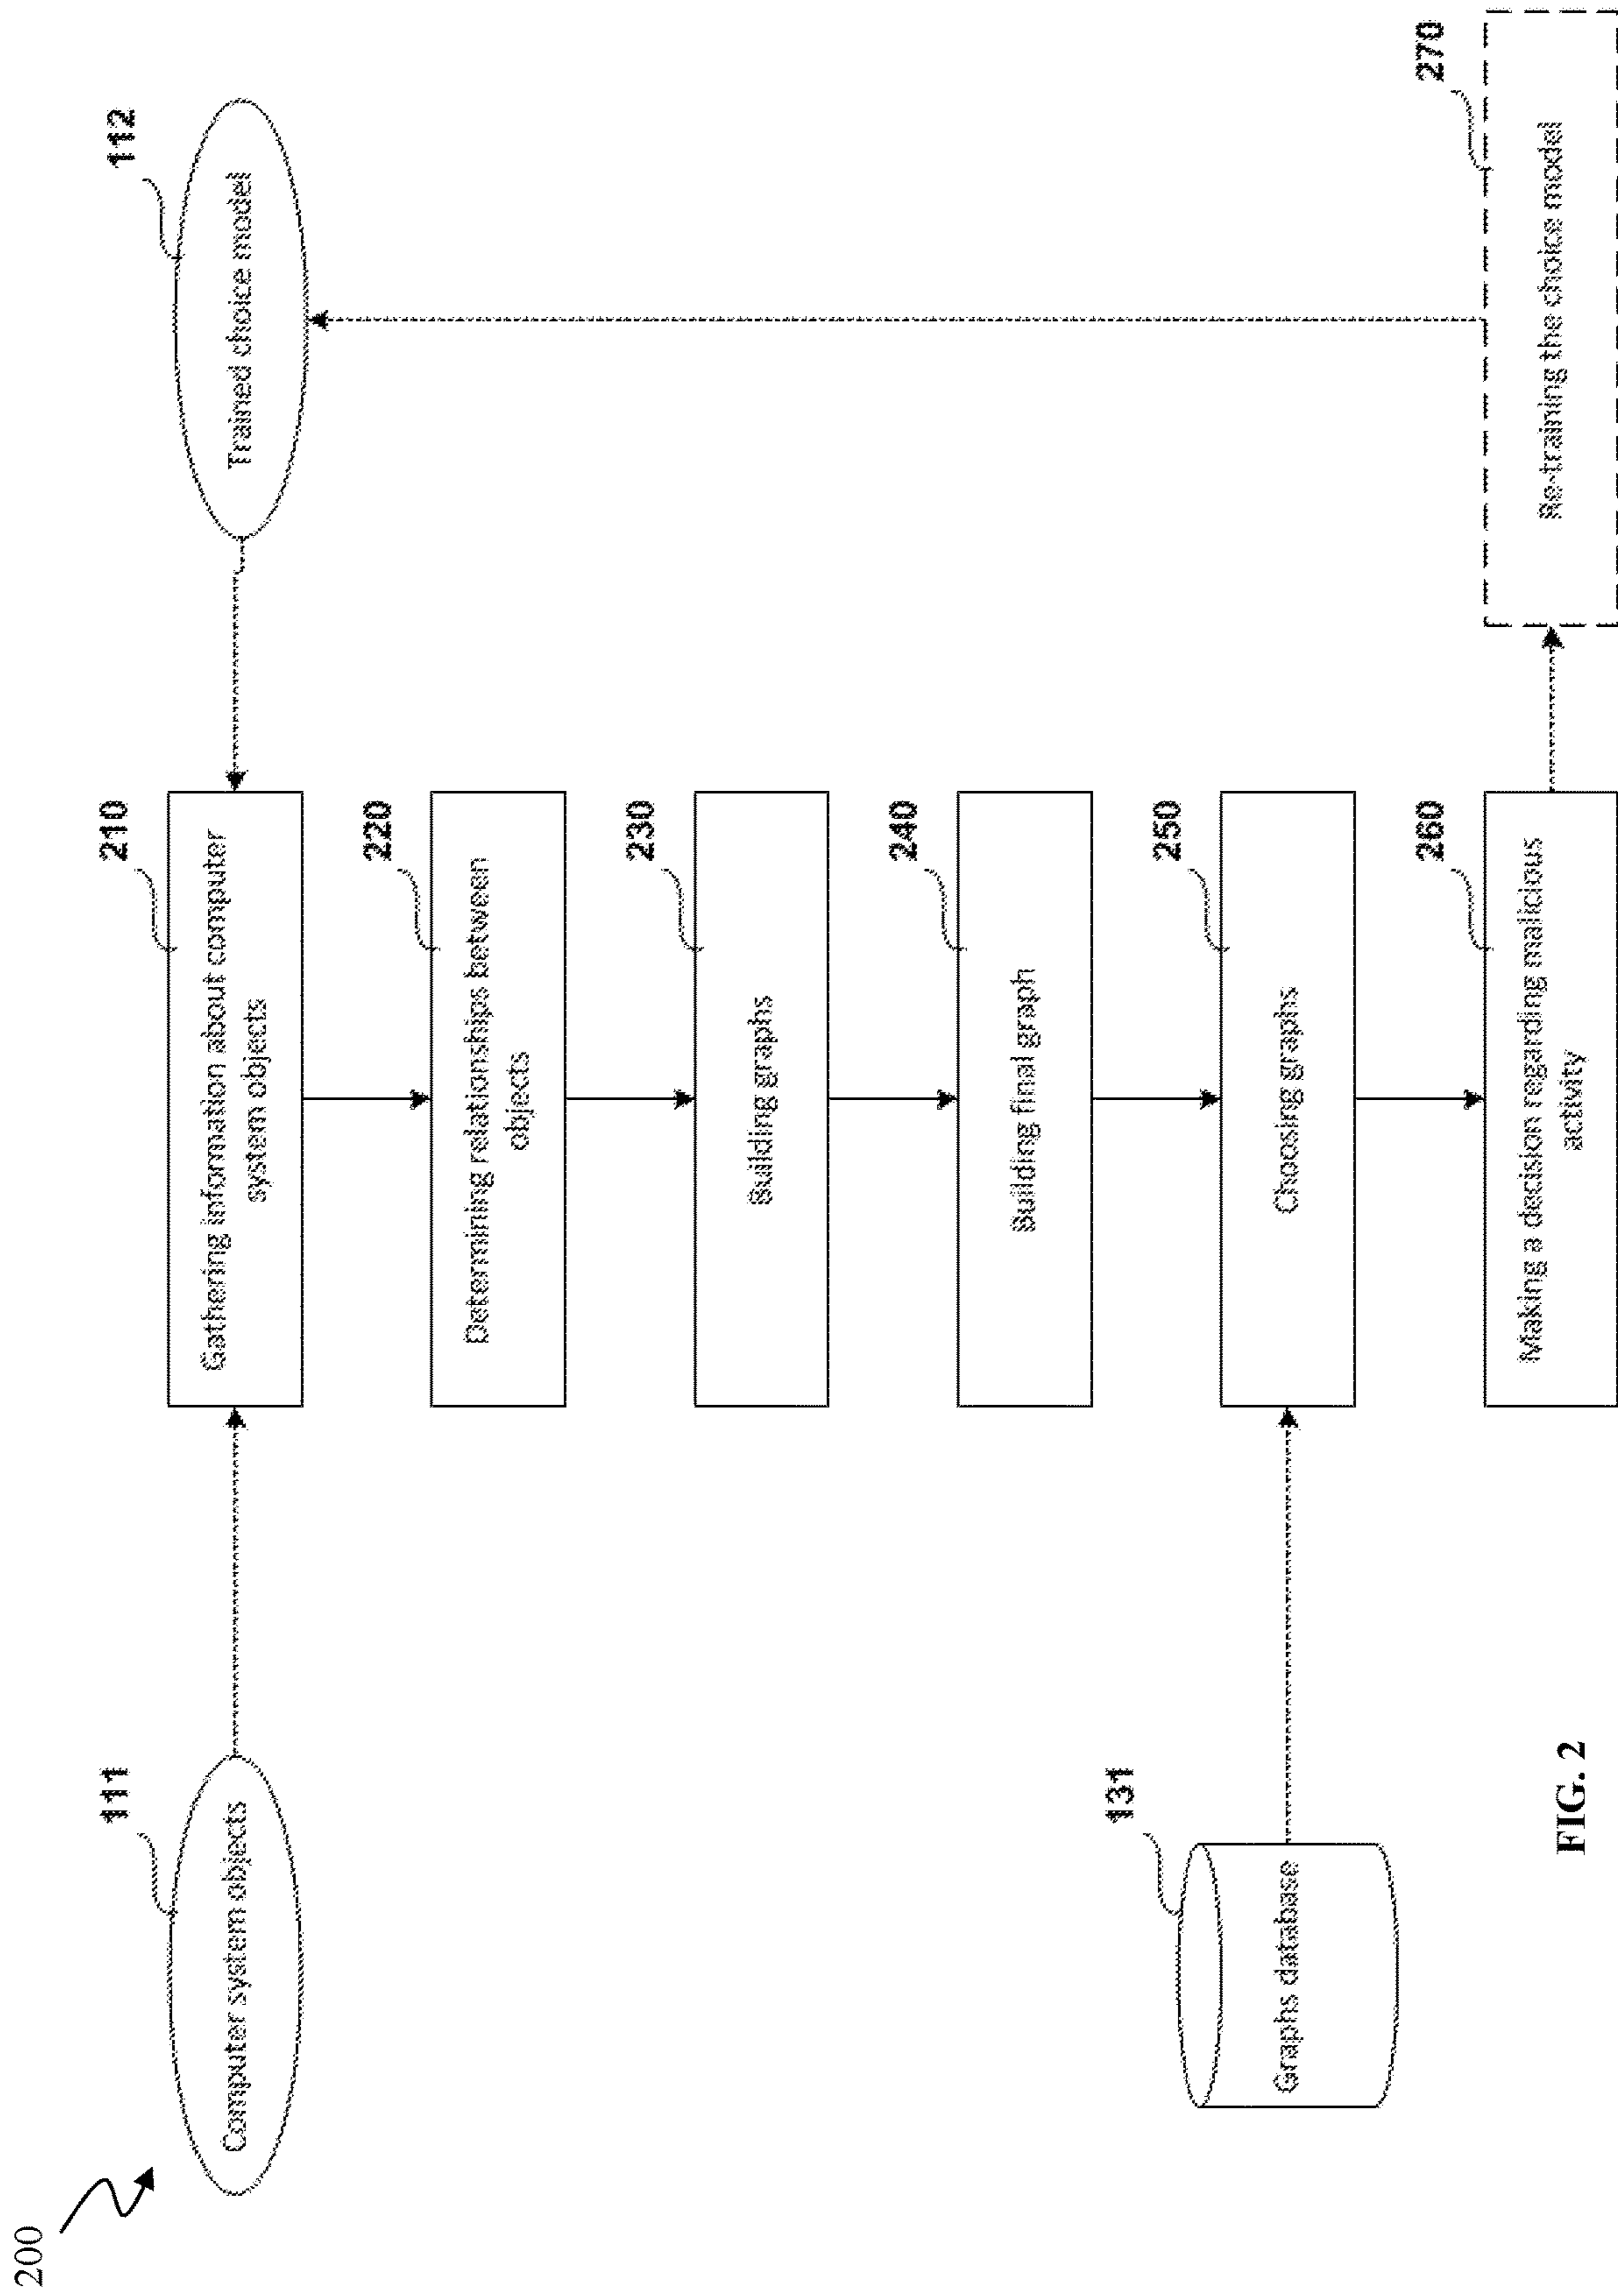 200
111
Computer system objects
210
Gathering information about computer
system objects
112
Trained choice model
220
Determining relationships between
objects
230
Building graphs
240
Building final graph
131
Graphs database
250
Choosing graphs
260
Making a decision regarding malicious
activity
270
Re-training the choice model
FIG. 2